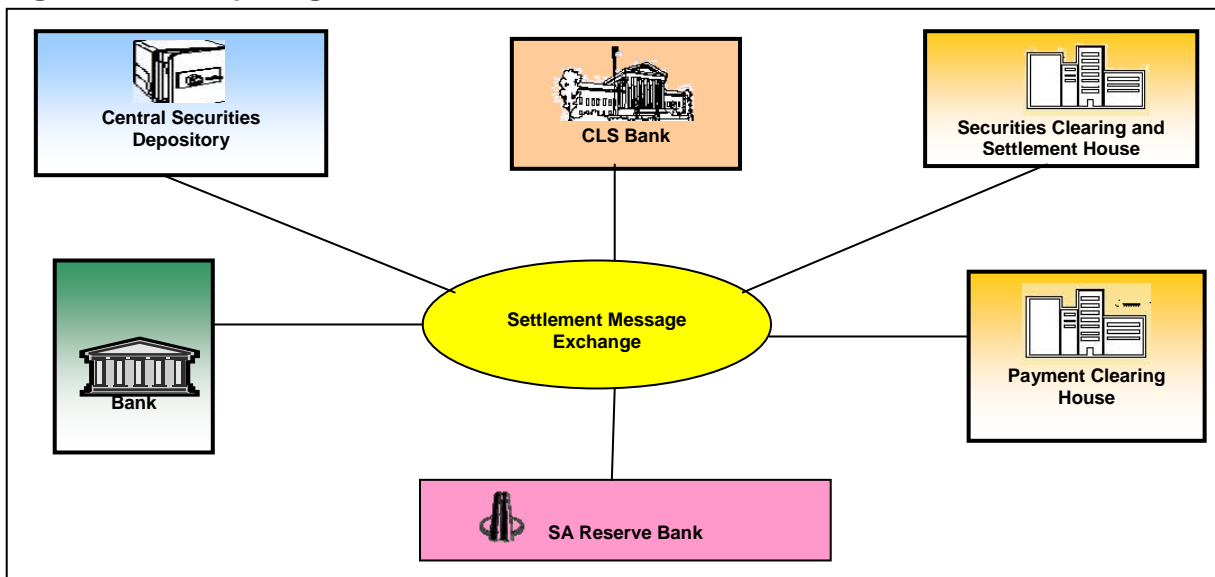 Central Securities
Depository
CLS Bank
Securities Clearing and
Settlement House
Bank
Settlement Message
Exchange
Payment Clearing
House
SA Reserve Bank